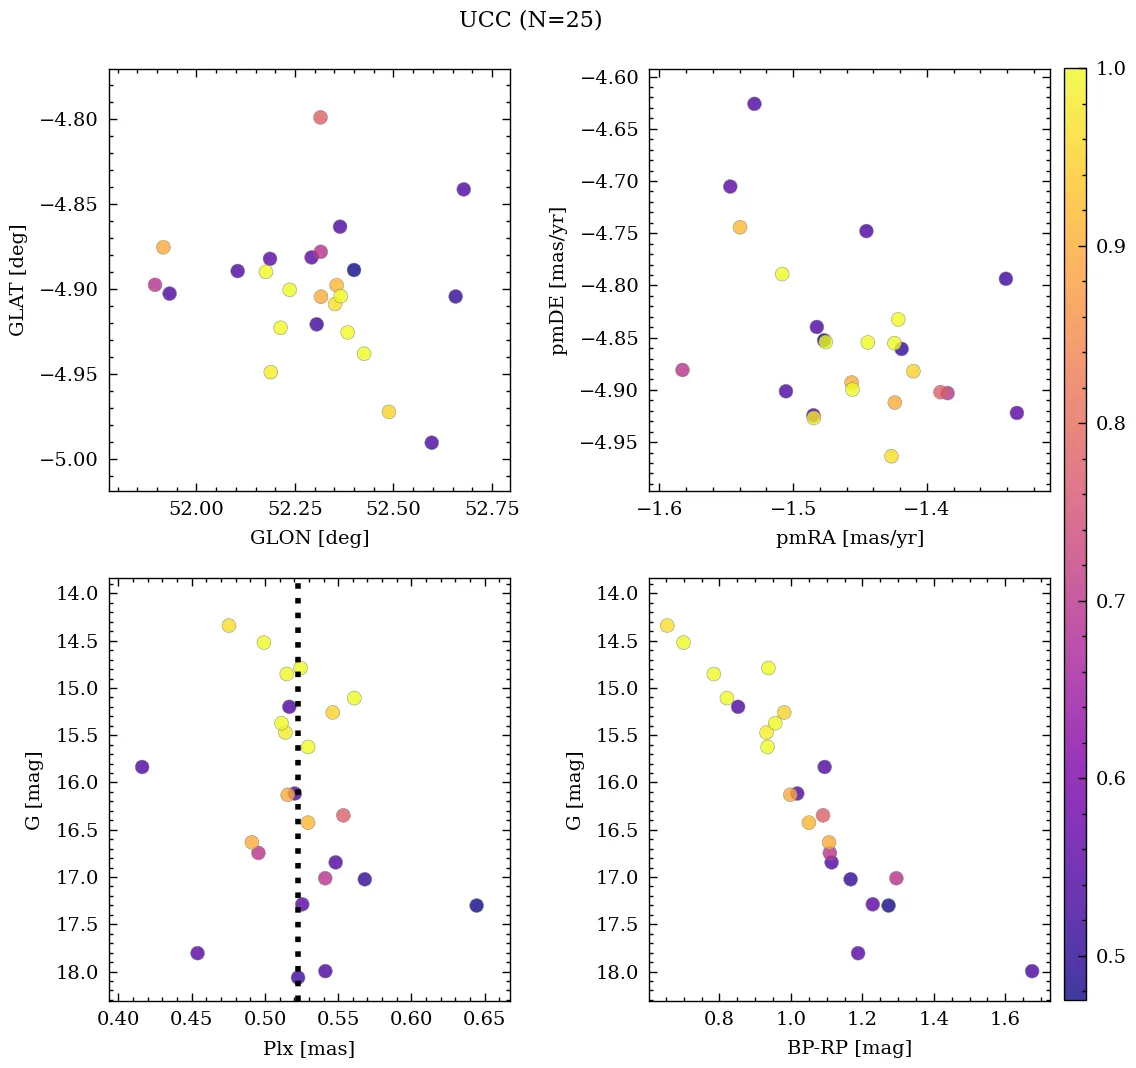 UCC (N=25)
−4.80
−4.85
−4.90
−4.95
−5.00
GLAT [deg]
52.00 52.25 52.50 52.75
GLON [deg]
−4.60
−4.65
−4.70
−4.75
−4.80
−4.85
−4.90
−4.95
pmDE [mas/yr]
−1.6 −1.5 −1.4
pmRA [mas/yr]
14.0
14.5
15.0
15.5
16.0
16.5
17.0
17.5
18.0
G [mag]
0.40 0.45 0.50 0.55 0.60 0.65
Plx [mas]
14.0
14.5
15.0
15.5
16.0
16.5
17.0
17.5
18.0
G [mag]
0.8 1.0 1.2 1.4 1.6
BP-RP [mag]
1.0
0.9
0.8
0.7
0.6
0.5